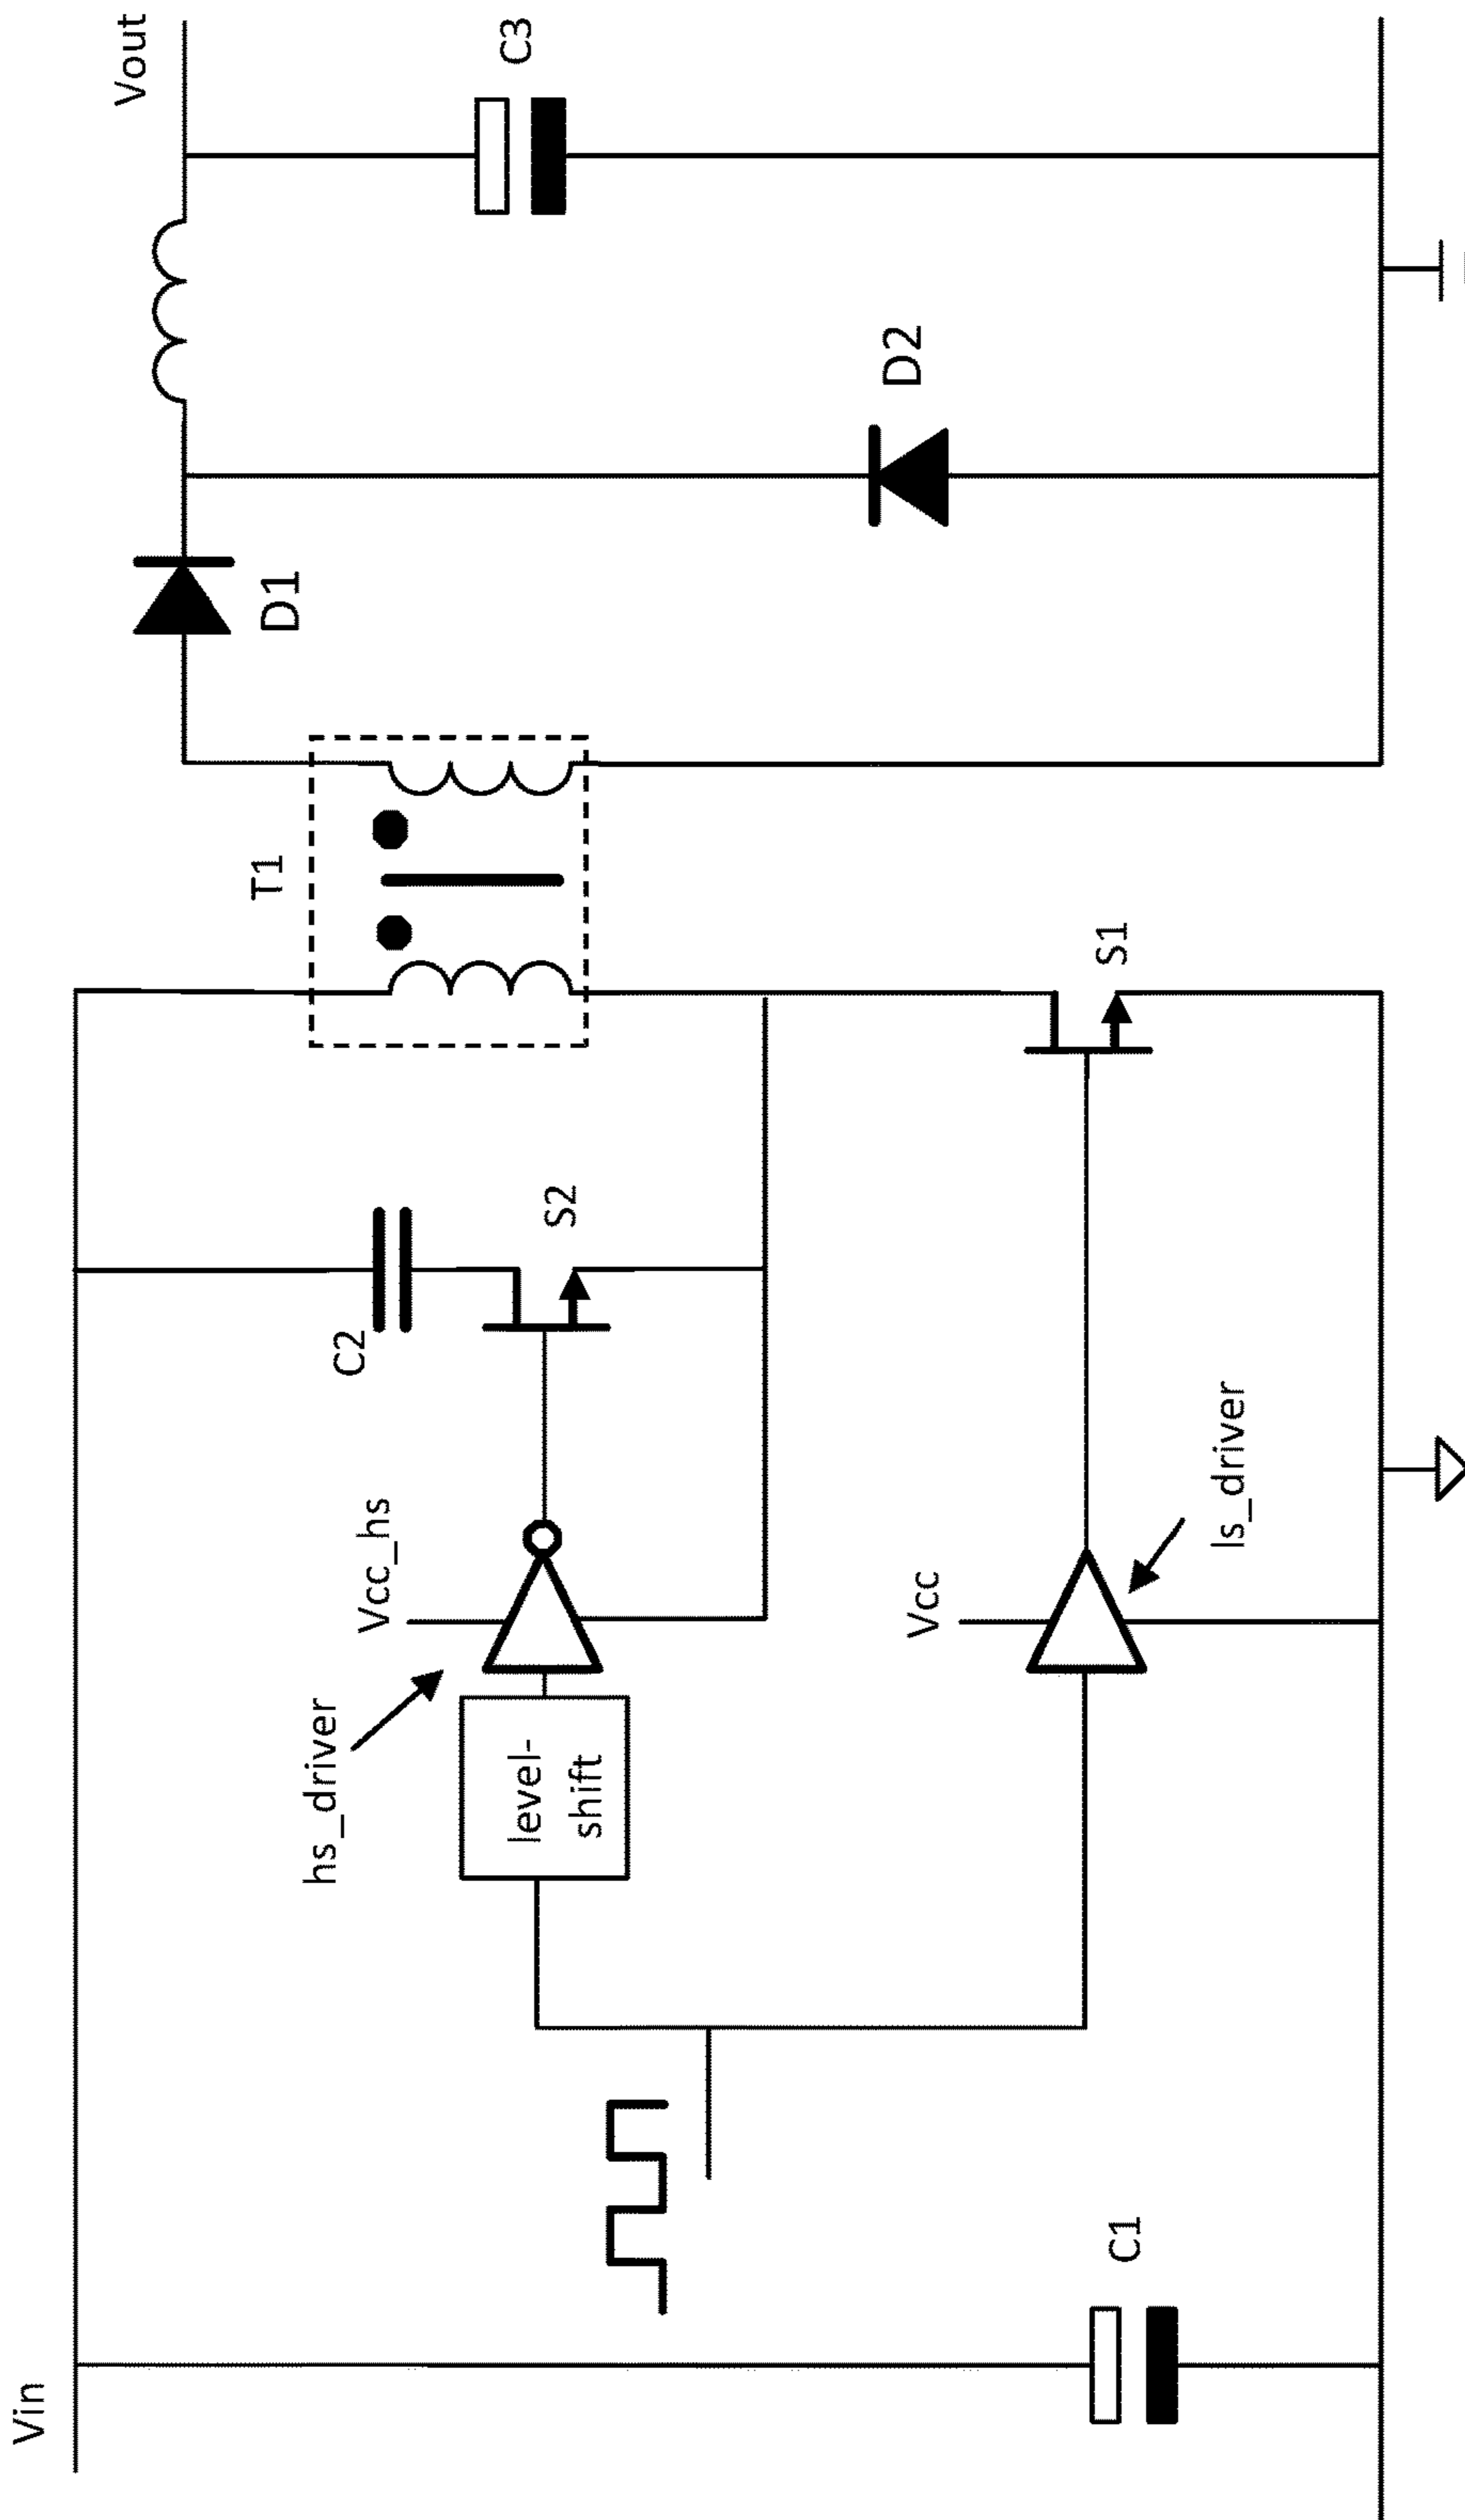 Vin
C1
hs_driver
level-
shift
Vcc_hs
Vcc
ls_driver
C2
S2
S1
T1
D1
D2
Vout
C3